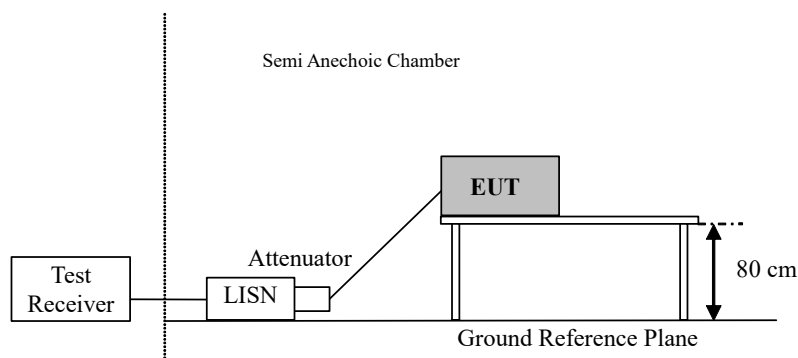 Semi Anechoic Chamber
EUT
Attenuator
Test
Receiver
LISN
80 cm
Ground Reference Plane